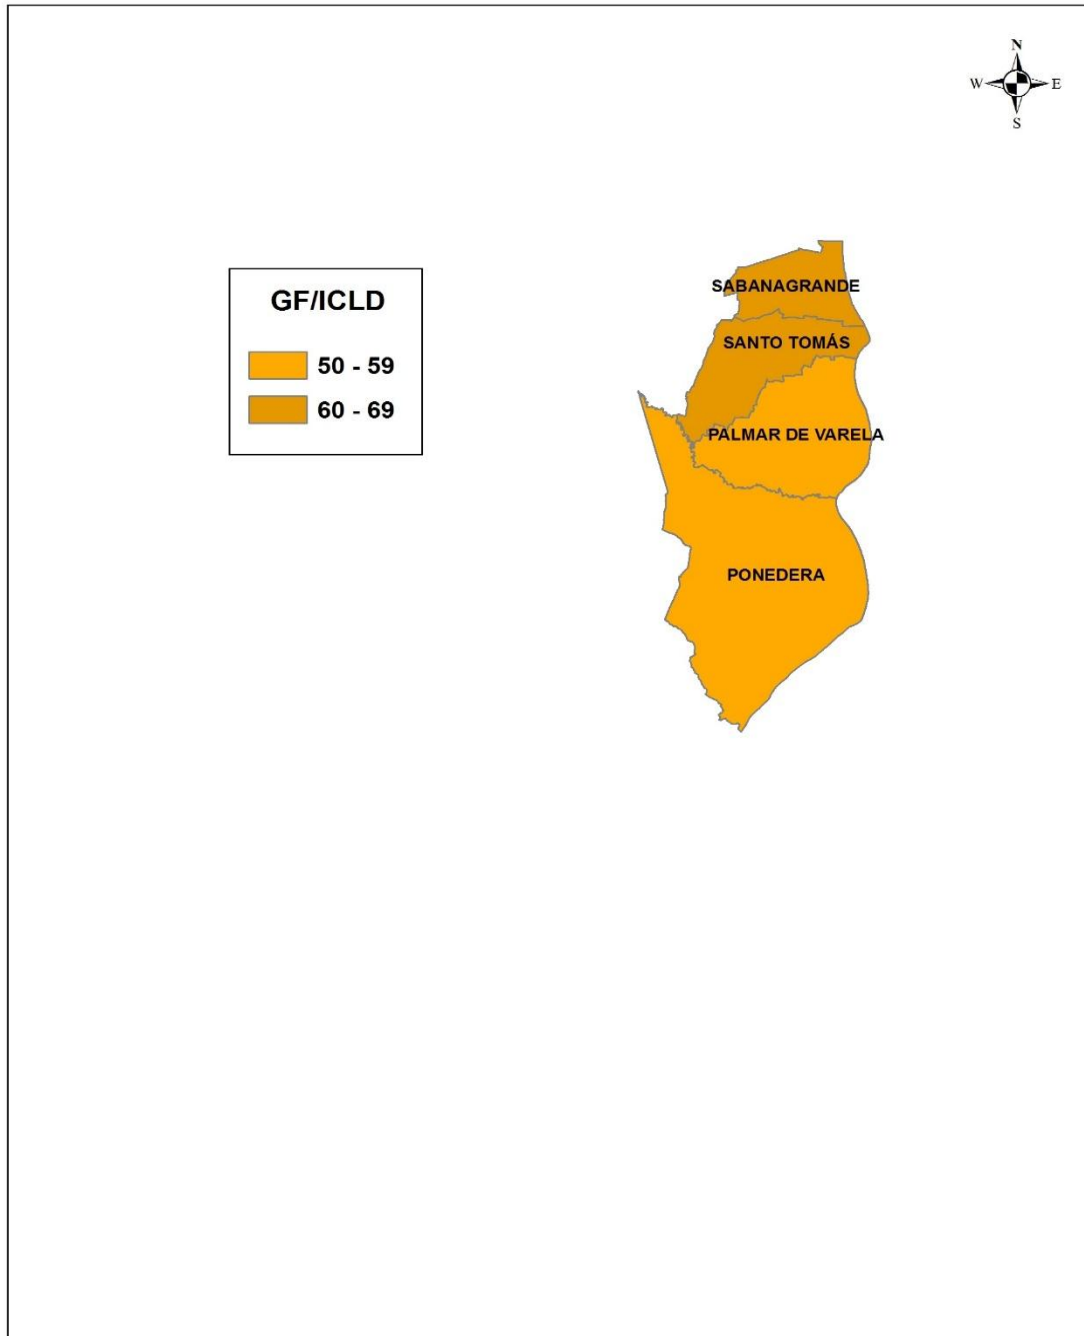 N
W E
S
GF/ICLD
50 - 59
60 - 69
SABANAGRANDE
SANTO TOMÁS
PALMAR DE VARELA
PONEDERA